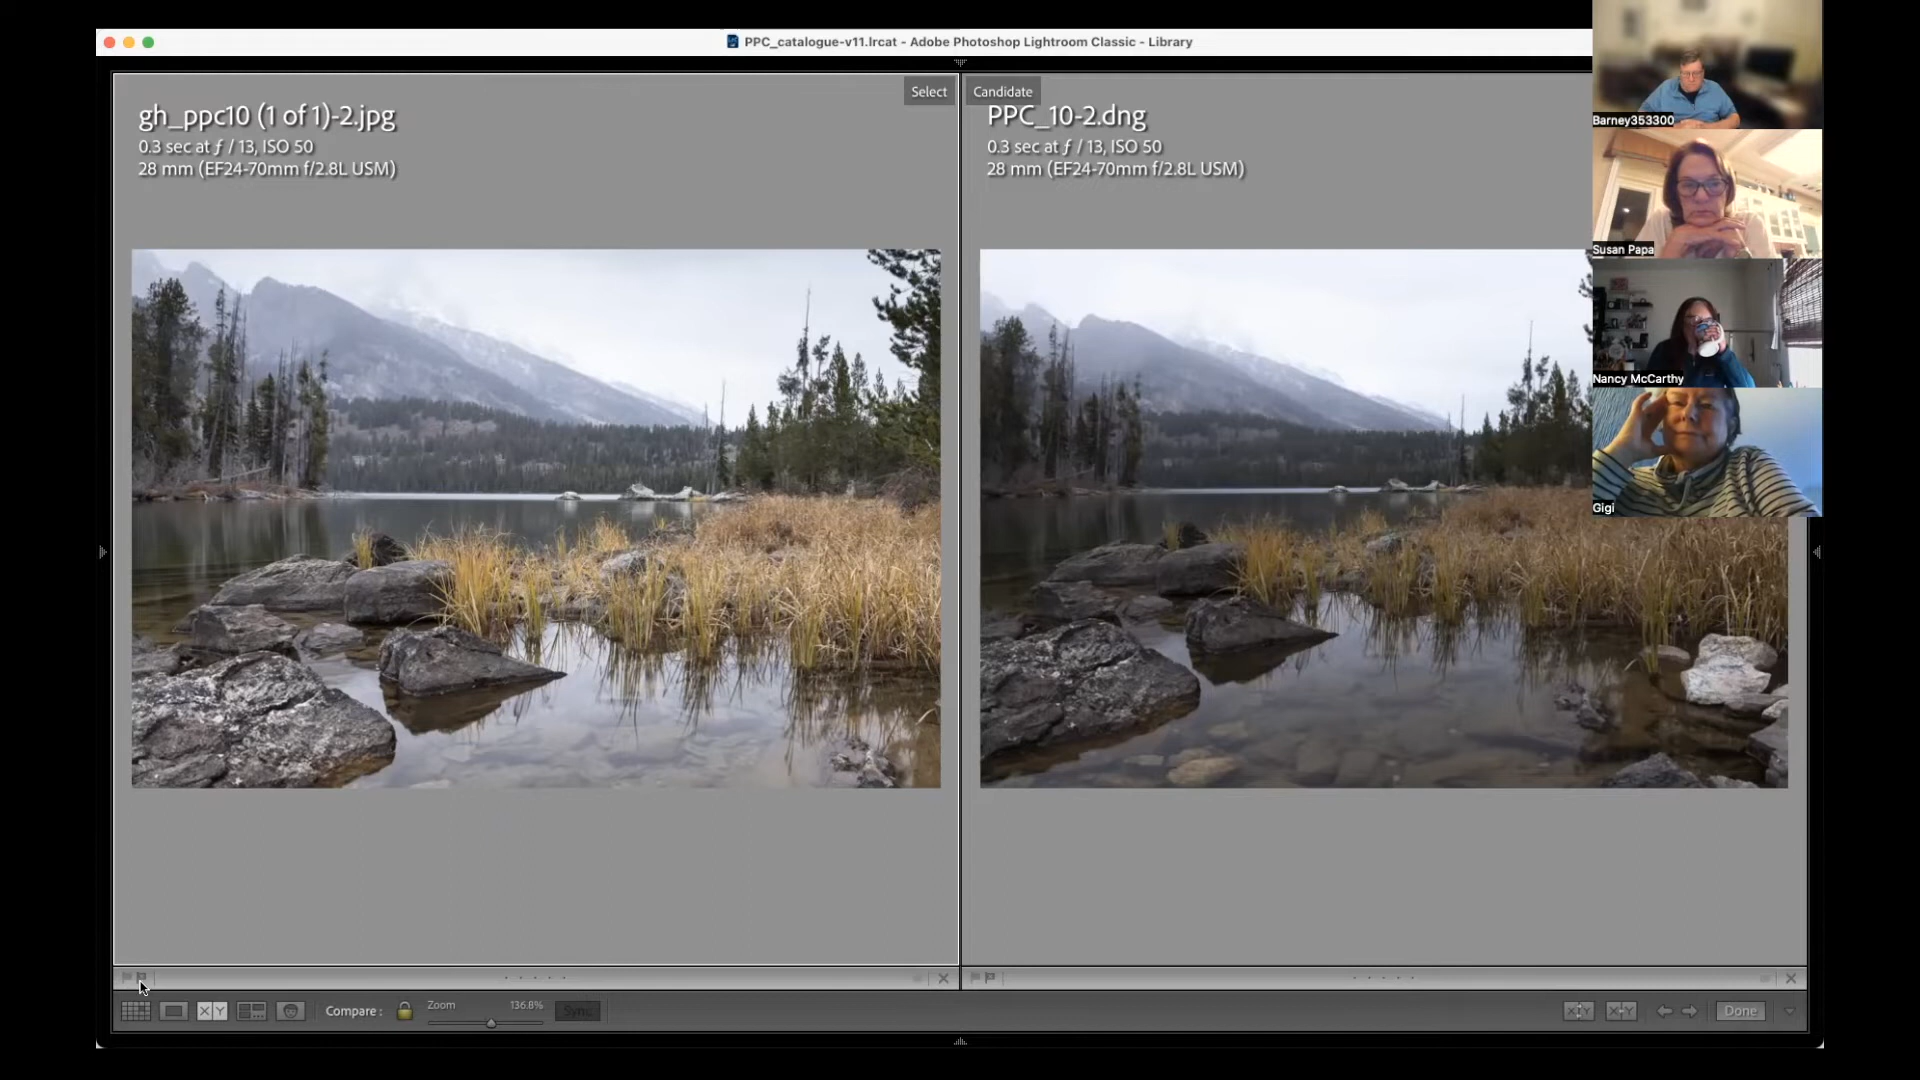 PPC_catalogue-v11.lrcat - Adobe Photoshop Lightroom Classic - Library
Select
Candidate
gh_ppc10 (1 of 1)-2.jpg
0.3 sec at ƒ / 13, ISO 50
28 mm (EF24-70mm f/2.8L USM)
PPC_10-2.dng
0.3 sec at ƒ / 13, ISO 50
28 mm (EF24-70mm f/2.8L USM)
Barney353300
Susan Papa
Nancy McCarthy
Gigi
X Y
Compare :
Zoom
136.8%
Sync
X Y
X Y
Done